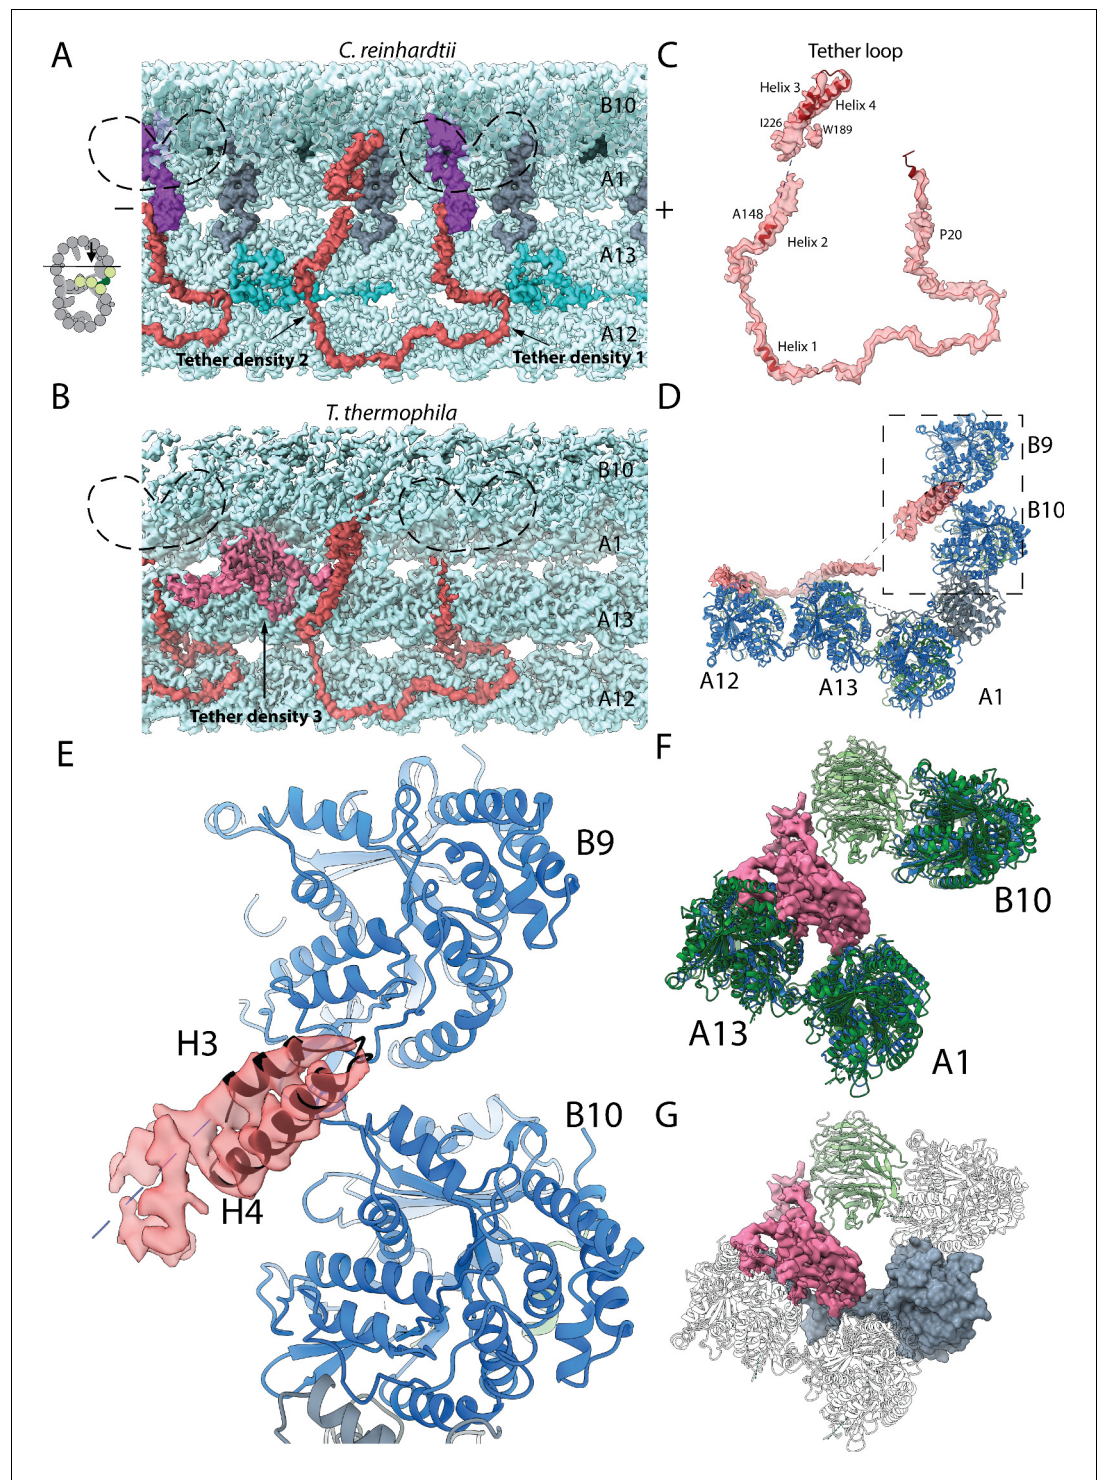 A
C. reinhardtii
B10
A1
A13
A12
−
+
Tether density 2
Tether density 1
B
T. thermophila
B10
A1
A13
A12
Tether density 3
C
Tether loop
Helix 3
Helix 4
I226
W189
A148
Helix 2
P20
Helix 1
D
B9
B10
A12
A13
A1
E
B9
H3
B10
H4
F
B10
A13
A1
G